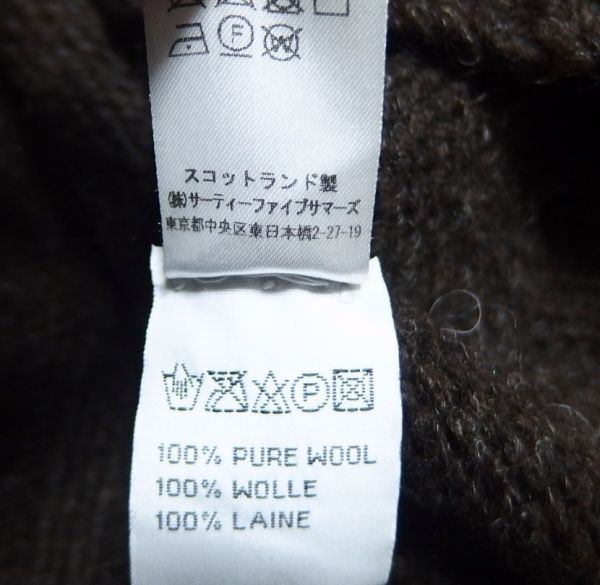 F W
スコットランド製
㈱サーティーファイブサマーズ
東京都中央区東日本橋2-27-19
P
100% PURE WOOL
100% WOLLE
100% LAINE